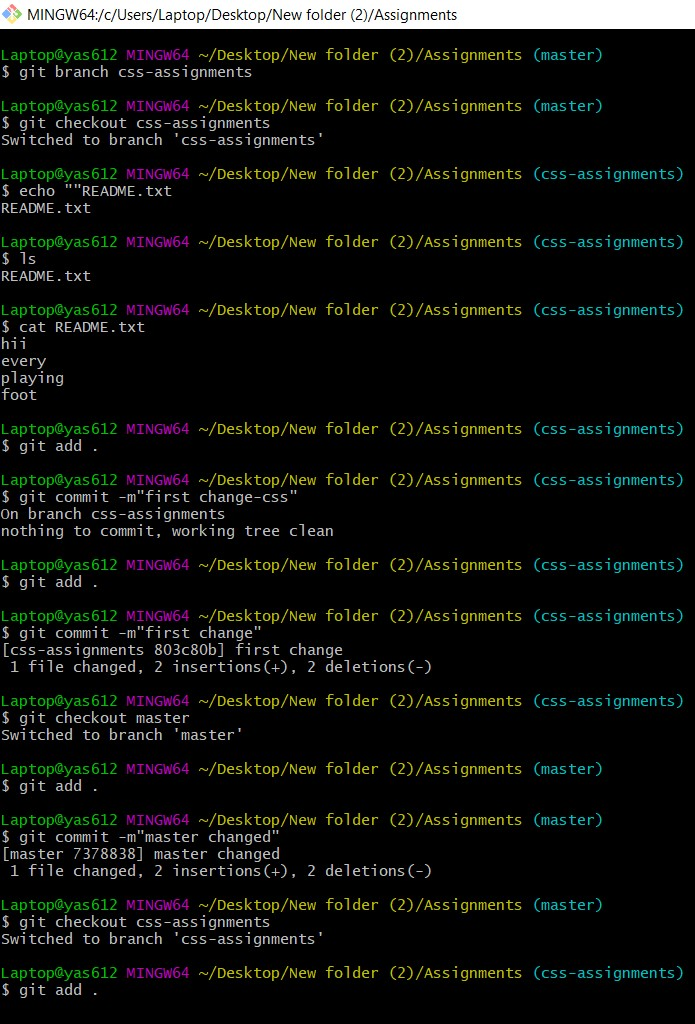 MINGW64:/c/Users/Laptop/Desktop/New folder (2)/Assignments
Laptop@yas612 MINGW64 ~/Desktop/New folder (2)/Assignments (master)
$ git branch css-assignments
Laptop@yas612 MINGW64 ~/Desktop/New folder (2)/Assignments (master)
$ git checkout css-assignments
Switched to branch 'css-assignments'
Laptop@yas612 MINGW64 ~/Desktop/New folder (2)/Assignments (css-assignments)
$ echo ""README.txt
README.txt
Laptop@yas612 MINGW64 ~/Desktop/New folder (2)/Assignments (css-assignments)
$ ls
README.txt
Laptop@yas612 MINGW64 ~/Desktop/New folder (2)/Assignments (css-assignments)
$ cat README.txt
hii
every
playing
foot
Laptop@yas612 MINGW64 ~/Desktop/New folder (2)/Assignments (css-assignments)
$ git add .
Laptop@yas612 MINGW64 ~/Desktop/New folder (2)/Assignments (css-assignments)
$ git commit -m"first change-css"
On branch css-assignments
nothing to commit, working tree clean
Laptop@yas612 MINGW64 ~/Desktop/New folder (2)/Assignments (css-assignments)
$ git add .
Laptop@yas612 MINGW64 ~/Desktop/New folder (2)/Assignments (css-assignments)
$ git commit -m"first change"
[css-assignments 803c80b] first change
1 file changed, 2 insertions(+), 2 deletions(-)
Laptop@yas612 MINGW64 ~/Desktop/New folder (2)/Assignments (css-assignments)
$ git checkout master
Switched to branch 'master'
Laptop@yas612 MINGW64 ~/Desktop/New folder (2)/Assignments (master)
$ git add .
Laptop@yas612 MINGW64 ~/Desktop/New folder (2)/Assignments (master)
$ git commit -m"master changed"
[master 7378838] master changed
1 file changed, 2 insertions(+), 2 deletions(-)
Laptop@yas612 MINGW64 ~/Desktop/New folder (2)/Assignments (master)
$ git checkout css-assignments
Switched to branch 'css-assignments'
Laptop@yas612 MINGW64 ~/Desktop/New folder (2)/Assignments (css-assignments)
$ git add .